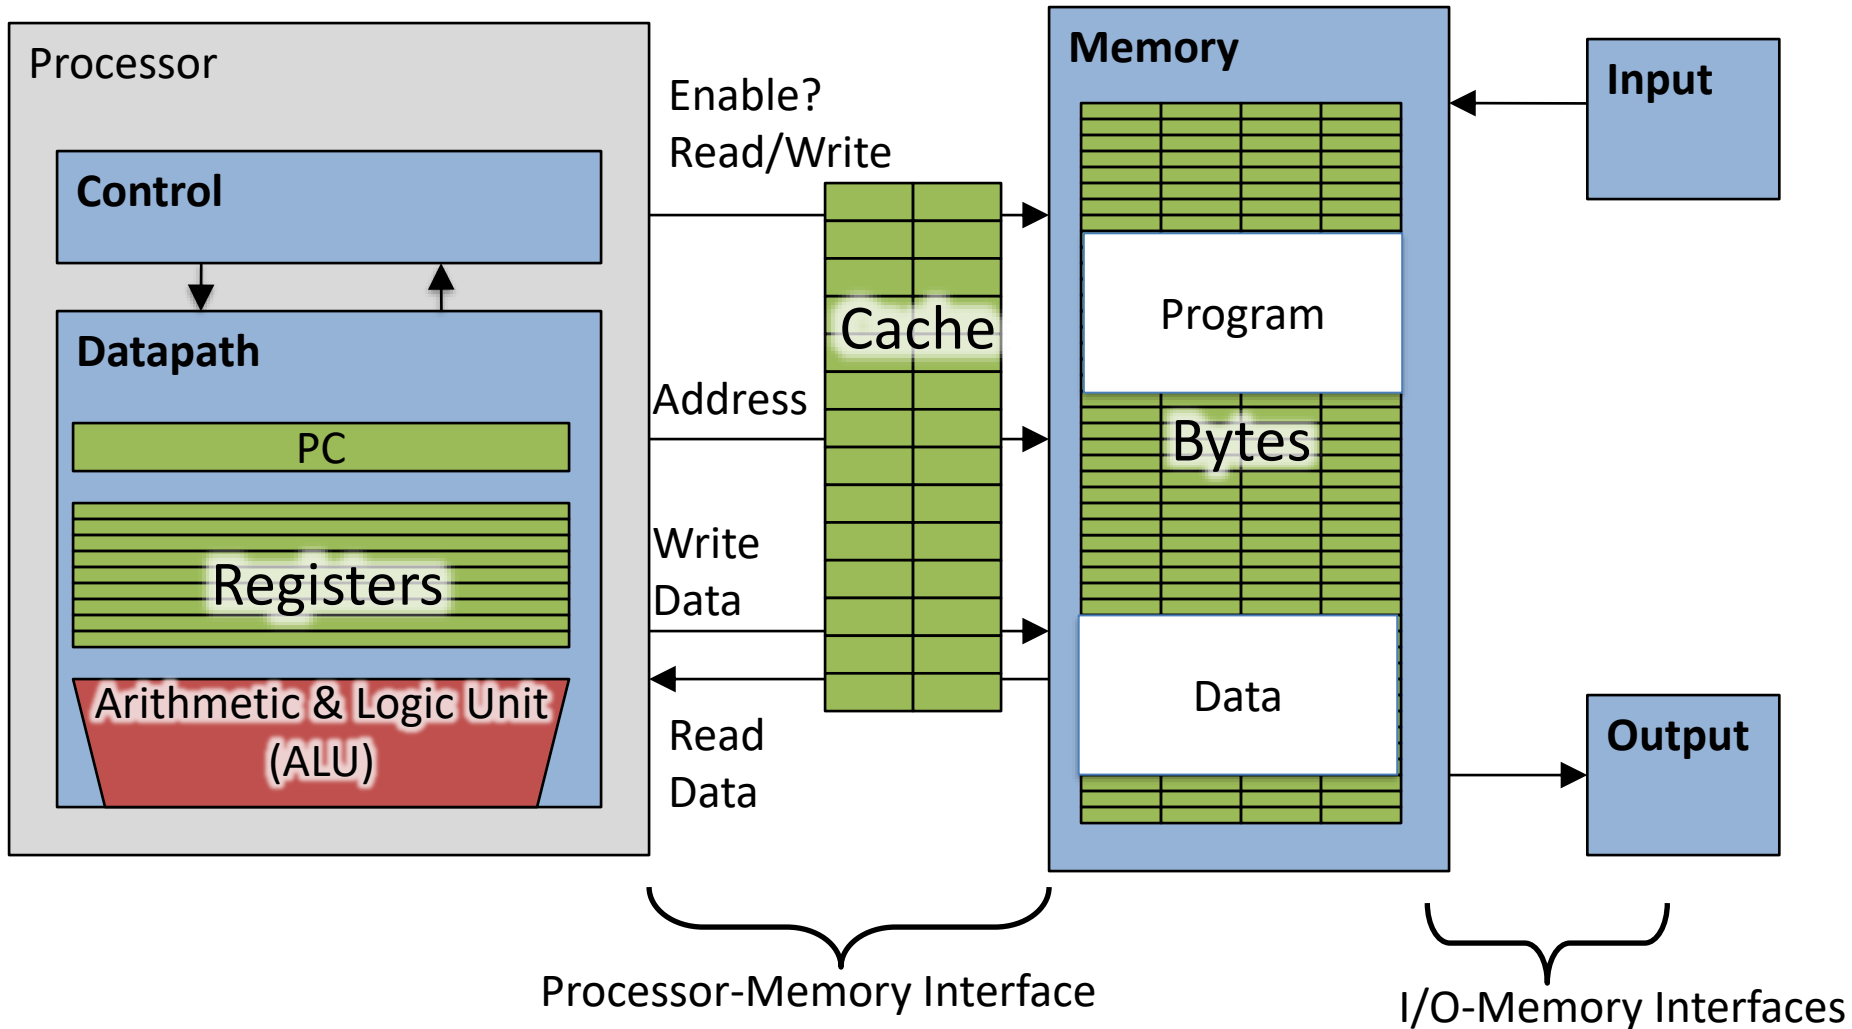 Processor
Control
Datapath
PC
Registers
Arithmetic & Logic Unit
(ALU)
Enable?
Read/Write
Cache
Address
Write
Data
Read
Data
Memory
Program
Bytes
Data
Input
Output
Processor-Memory Interface
I/O-Memory Interfaces